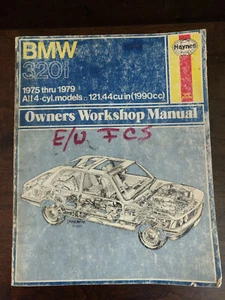 BMW
Haynes
320i
1975 thru 1979
All 4-cyl. models □ 121.44 cu in (1990cc)
Owners Workshop Manual
E/U FCS